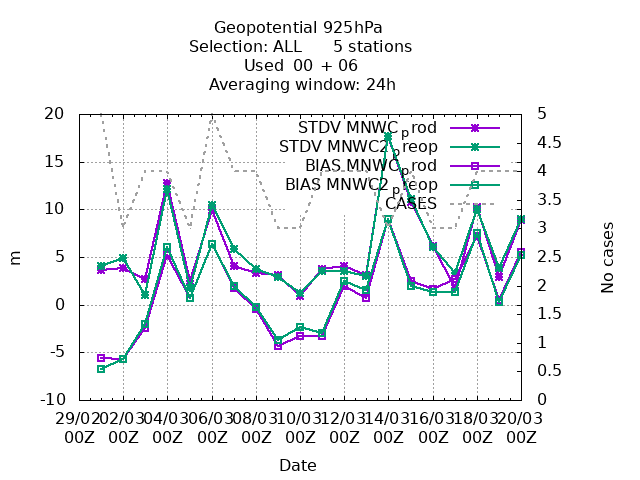 Geopotential 925hPa
Selection: ALL 5 stations
Used 00 + 06
Averaging window: 24h
STDV MNWCprod
STDV MNWC2preop
BIAS MNWCprod
BIAS MNWC2preop
CASES
20
15
10
5
0
-5
-10
m
5
4.5
4
3.5
3
2.5
2
1.5
1
0.5
0
No cases
29/02 02/03 04/03 06/03 08/03 10/03 12/03 14/03 16/03 18/03 20/03
00Z 00Z 00Z 00Z 00Z 00Z 00Z 00Z 00Z 00Z 00Z
Date